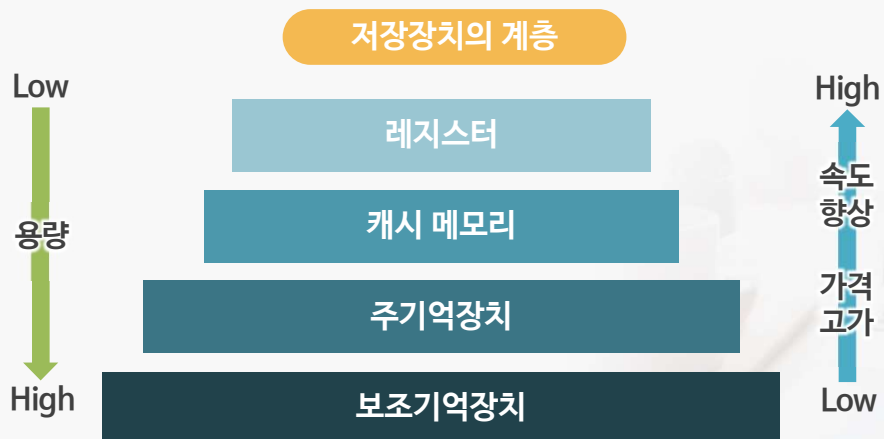 저장장치의 계층
Low
High
레지스터
속도
향상
캐시 메모리
용량
가격
고가
주기억장치
High
보조기억장치
Low